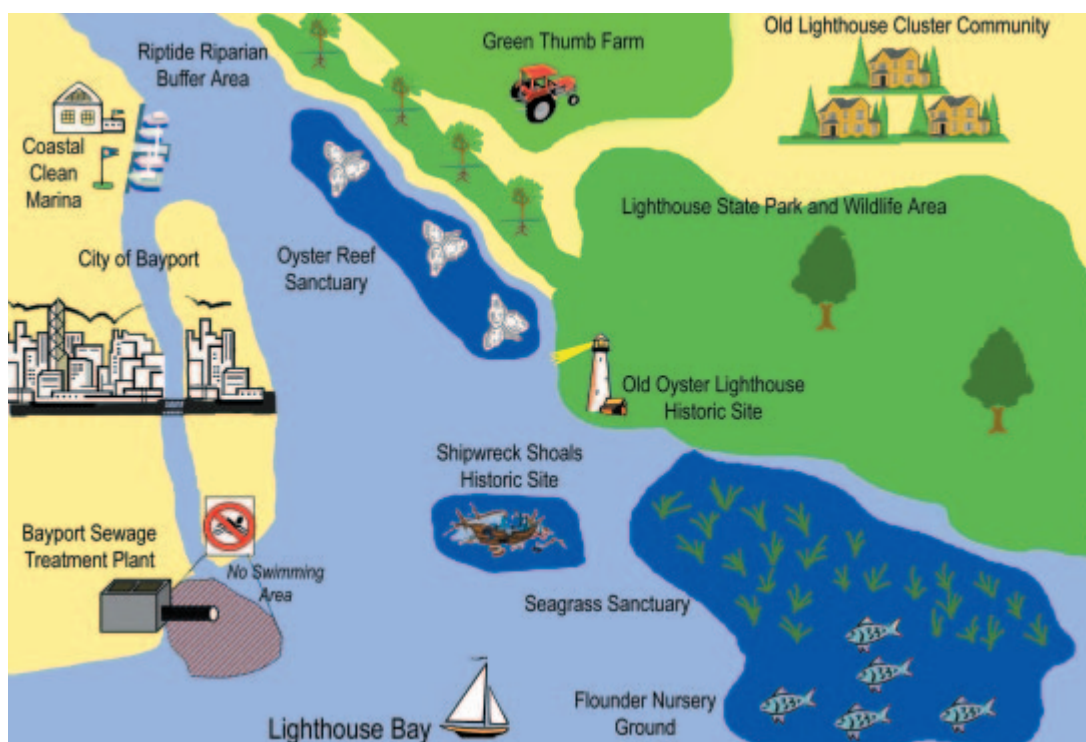 Riptide Riparian
Buffer Area
Green Thumb Farm
Old Lighthouse Cluster Community
Coastal
Clean
Marina
Lighthouse State Park and Wildlife Area
City of Bayport
Oyster Reef
Sanctuary
Old Oyster Lighthouse
Historic Site
Shipwreck Shoals
Historic Site
Bayport Sewage
Treatment Plant
No Swimming
Area
Seagrass Sanctuary
Flounder Nursery
Ground
Lighthouse Bay